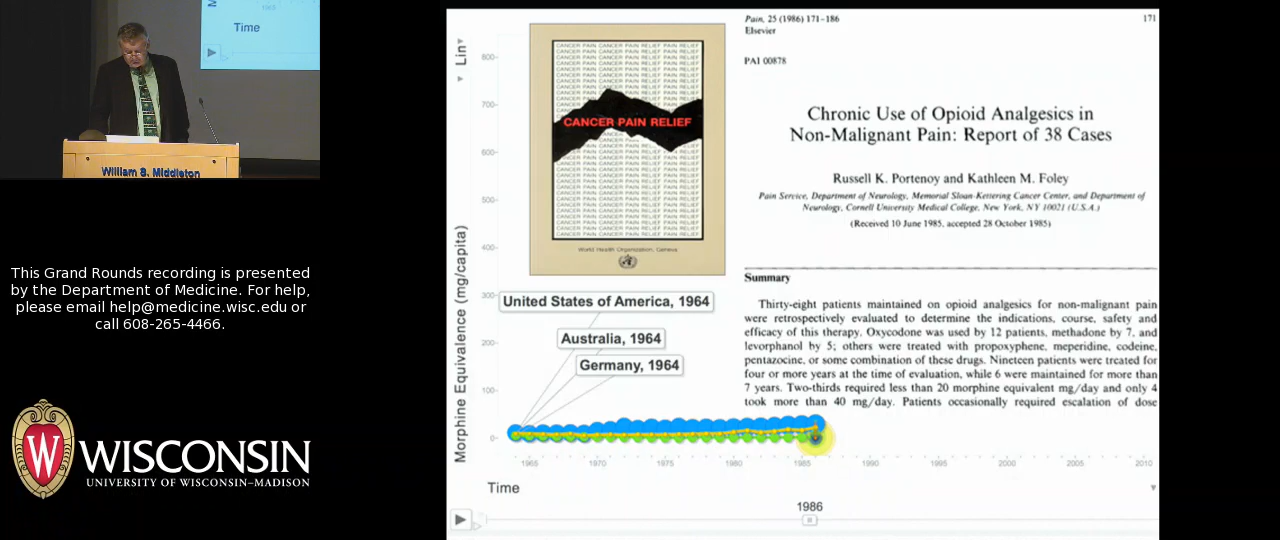 Time
William S. Middleton
This Grand Rounds recording is presented
by the Department of Medicine. For help,
please email help@medicine.wisc.edu or
call 608-265-4466.
W
WISCONSIN
UNIVERSITY OF WISCONSIN–MADISON
Lin
CANCER PAIN CANCER PAIN RELIEF PAIN RELIEF
CANCER PAIN RELIEF
World Health Organization, Geneva
Pain, 25 (1986) 171–186
171
Elsevier
PAI 00878
Chronic Use of Opioid Analgesics in
Non-Malignant Pain: Report of 38 Cases
Russell K. Portenoy and Kathleen M. Foley
Pain Service, Department of Neurology, Memorial Sloan-Kettering Cancer Center, and Department of
Neurology, Cornell University Medical College, New York, NY 10021 (U.S.A.)
(Received 10 June 1985, accepted 28 October 1985)
Summary
Thirty-eight patients maintained on opioid analgesics for non-malignant pain
were retrospectively evaluated to determine the indications, course, safety and
efficacy of this therapy. Oxycodone was used by 12 patients, methadone by 7, and
levorphanol by 5; others were treated with propoxyphene, meperidine, codeine,
pentazocine, or some combination of these drugs. Nineteen patients were treated for
four or more years at the time of evaluation, while 6 were maintained for more than
7 years. Two-thirds required less than 20 morphine equivalent mg/day and only 4
took more than 40 mg/day. Patients occasionally required escalation of dose
Morphine Equivalence (mg/capita)
800
700
600
500
400
300
200
100
0
United States of America, 1964
Australia, 1964
Germany, 1964
1965 1970 1975 1980 1985 1990 1995 2000 2005 2010
Time
1986